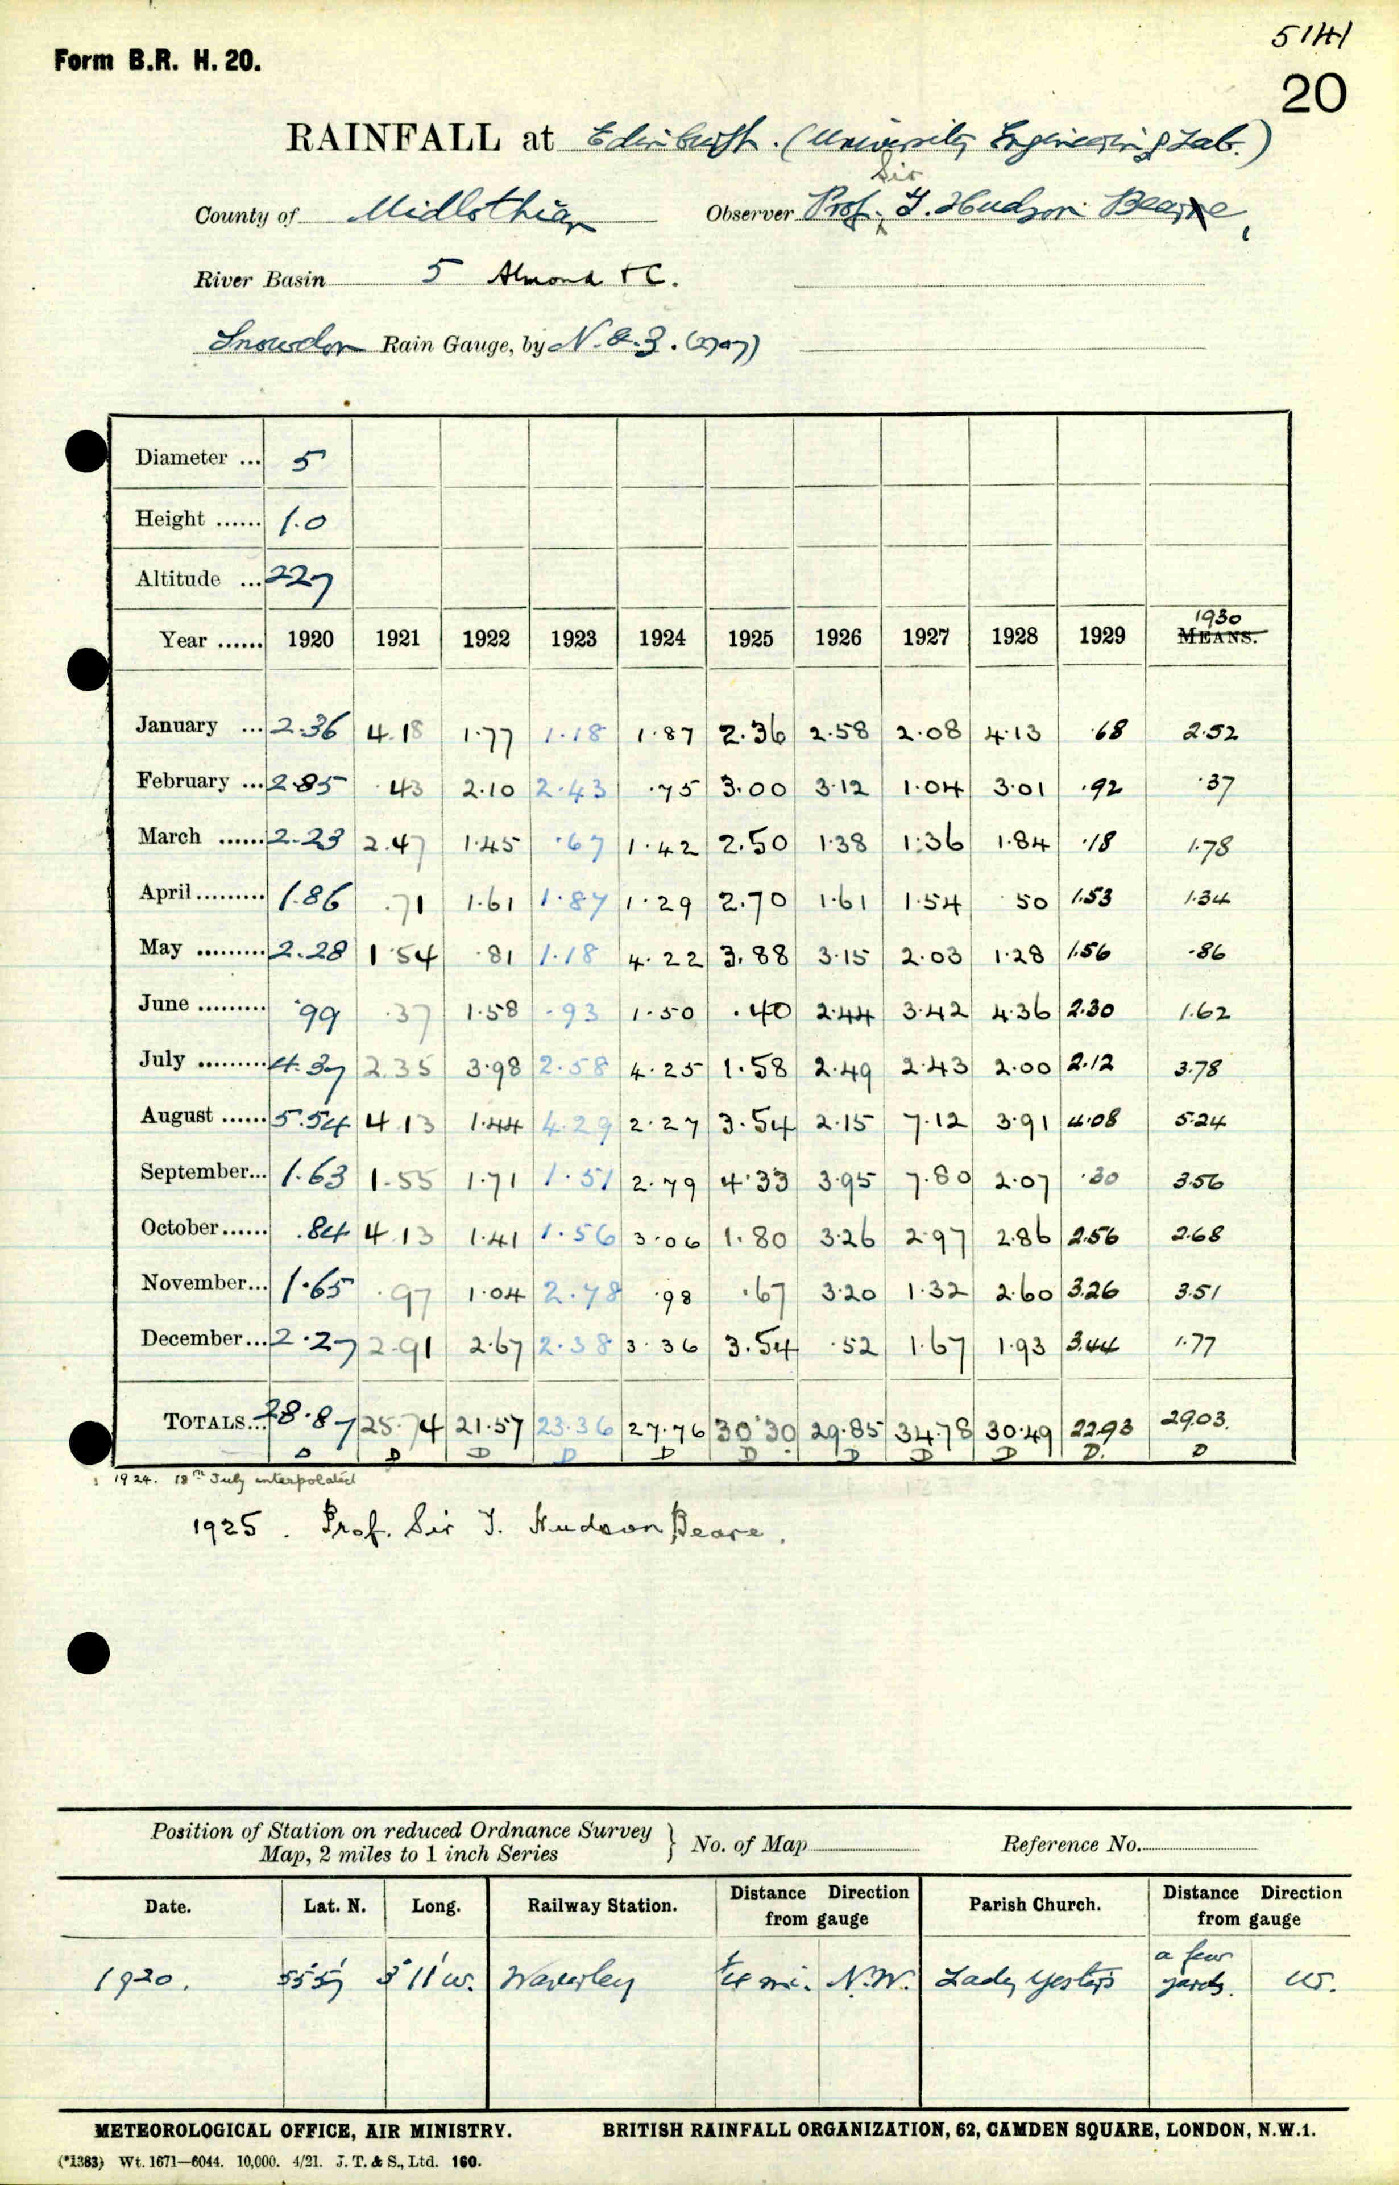 5141
Form B.R. H. 20.
20
RAINFALL at Edinburgh. (University Engineering Lab.)
Sir
County of Midlothian Observer Prof. T. Hudson Beare,
River Basin 5 Almond &C.
Snowdon Rain Gauge, by N. & Z.
Diameter ... 5
Height ...... 1.0
Altitude ... 227
1930
Year ...... 1920 1921 1922 1923 1924 1925 1926 1927 1928 1929 MEANS.
January ... 2.36 4.18 1.77 1.18 1.87 2.36 2.58 2.08 4.13 .68 2.52
February ... 2.85 .43 2.10 2.43 .75 3.00 3.12 1.04 3.01 .92 .37
March ...... 2.23 2.47 1.45 .67 1.42 2.50 1.38 1.36 1.84 .18 1.78
April ......... 1.86 .71 1.61 1.87 1.29 2.70 1.61 1.54 50 1.53 1.34
May ......... 2.28 1.54 .81 1.18 4.22 3.88 3.15 2.03 1.28 1.56 .86
June ......... .99 .37 1.58 .93 1.50 .40 2.44 3.42 4.36 2.30 1.62
July ......... 4.37 2.35 3.98 2.58 4.25 1.58 2.49 2.43 2.00 2.12 3.78
August ...... 5.54 4.13 1.44 4.29 2.27 3.54 2.15 7.12 3.91 4.08 5.24
September... 1.63 1.55 1.71 1.51 2.79 4.33 3.95 7.80 2.07 .30 3.56
October...... .84 4.13 1.41 1.56 3.06 1.80 3.26 2.97 2.86 2.56 2.68
November... 1.65 .97 1.04 2.78 .98 .67 3.20 1.32 2.60 3.26 3.51
December... 2.27 2.91 2.67 2.38 3.36 3.54 .52 1.67 1.93 3.44 1.77
TOTALS... 28.87 25.74 21.57 23.36 27.76 30.30 29.85 34.78 30.49 22.93 29.03.
D D D D D D D D D D. D
1924. 18th July interpolated
1925. Prof. Sir T. Hudson Beare.
Position of Station on reduced Ordnance Survey
Map, 2 miles to 1 inch Series } No. of Map Reference No.
Date. Lat. N. Long. Railway Station. Distance Direction from gauge Parish Church. Distance Direction from gauge
1920. 55°57' 3°11'W. Waverley 1/4 mi. N.W. Lady Yester's a few yards. W.
METEOROLOGICAL OFFICE, AIR MINISTRY. BRITISH RAINFALL ORGANIZATION, 62, CAMDEN SQUARE, LONDON, N.W.1.
(*1383) Wt. 1671—6044. 10,000. 4/21. J. T. & S., Ltd. 160.